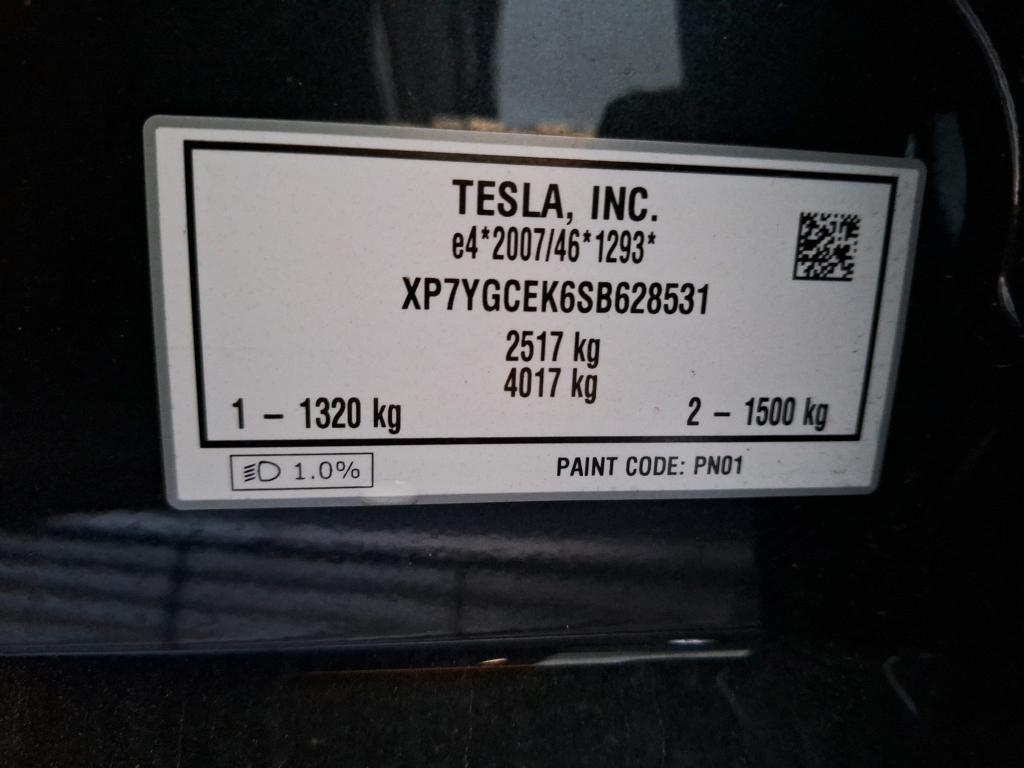 TESLA, INC.
e4*2007/46*1293*
XP7YGCEK6SB628531
2517 kg
4017 kg
1 – 1320 kg
2 – 1500 kg
1.0%
PAINT CODE: PN01